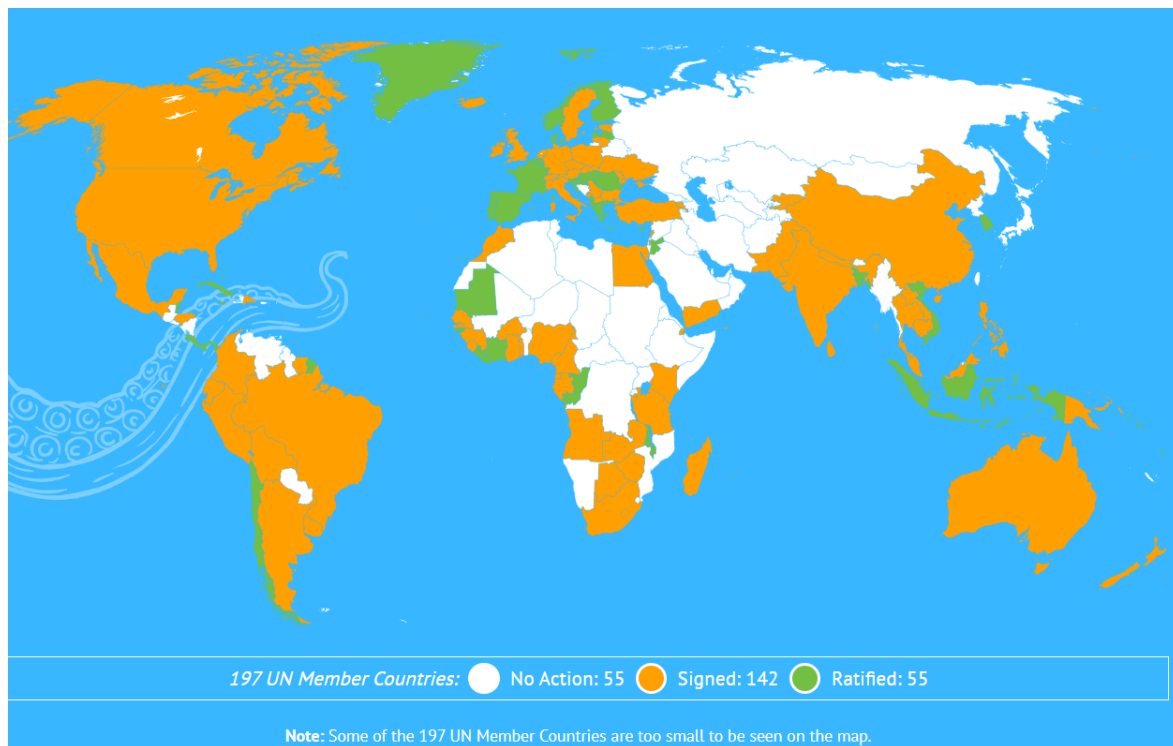 197 UN Member Countries: No Action: 55 Signed: 142 Ratified: 55
Note: Some of the 197 UN Member Countries are too small to be seen on the map.